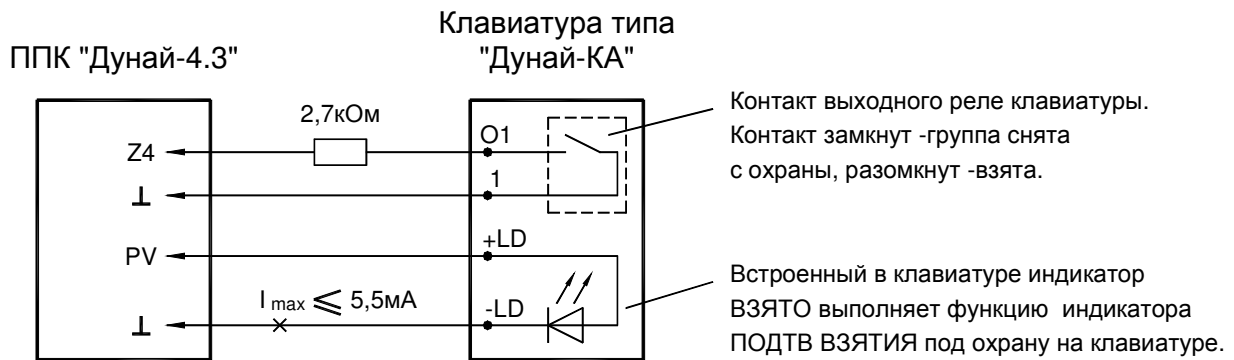 Клавиатура типа
"Дунай-КА"
ППК "Дунай-4.3"
2,7кОм
Z4
O1
⊥
1
PV
+LD
I max ⩽ 5,5мА
⊥
-LD
Контакт выходного реле клавиатуры.
Контакт замкнут -группа снята
с охраны, разомкнут -взята.
Встроенный в клавиатуре индикатор
ВЗЯТО выполняет функцию индикатора
ПОДТВ ВЗЯТИЯ под охрану на клавиатуре.